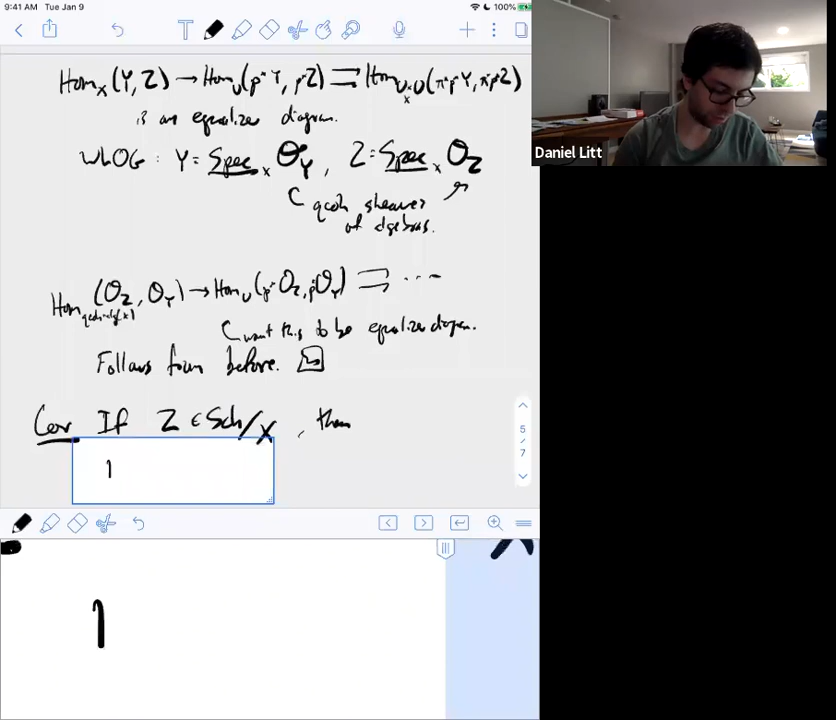 9:41 AM Tue Jan 9
100%
Hom_X(Y, Z) → Hom_U(p*Y, p*Z) ⇉ Hom_{U×_X U}(π*p*Y, π*p*Z)
is an equalizer diagram.
WLOG: Y = Spec_X O_Y, Z = Spec_X O_Z
qcoh sheaves
of algebras.
Hom (O_Z, O_Y) → Hom_U(p*O_Z, p*O_Y) ⇉ ...
want this to be equalizer diagram.
Follows from before.
Cor If Z ∈ Sch/X, then
1
5
/
7
Daniel Litt
1